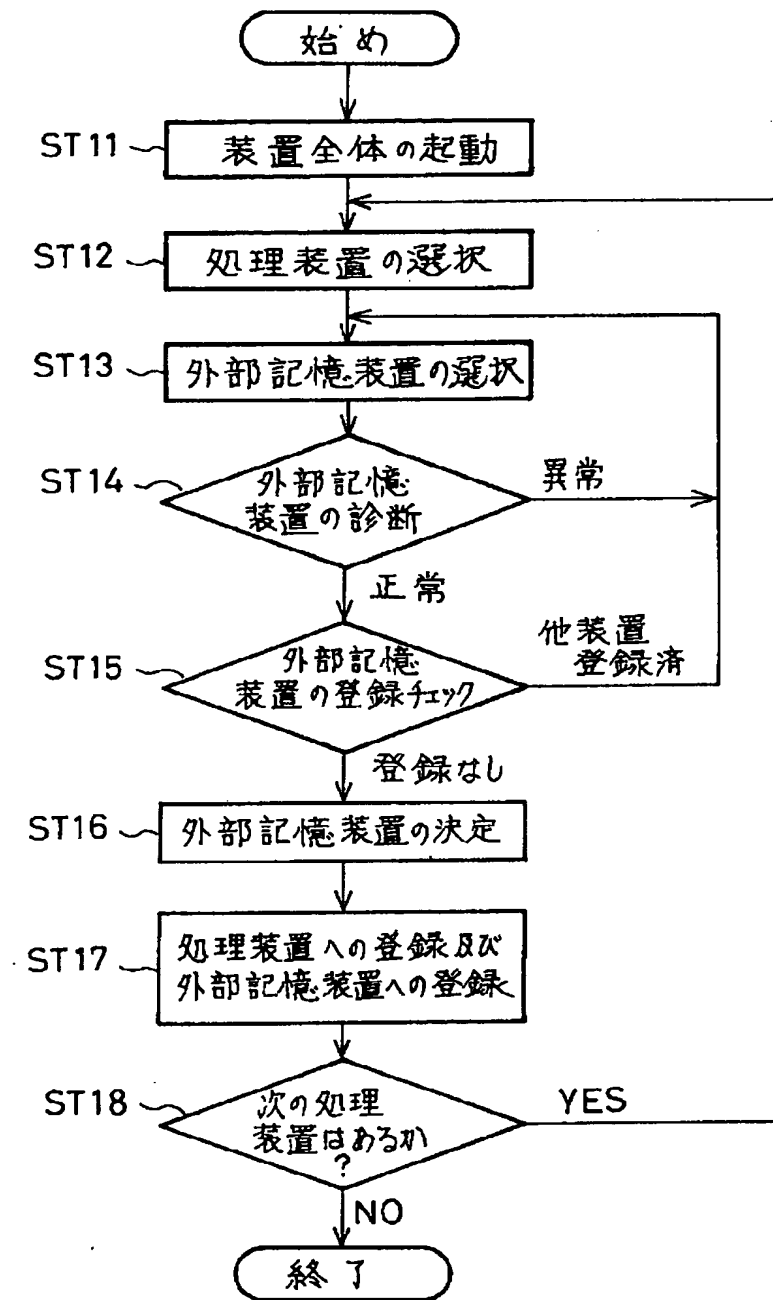 始め
ST11
装置全体の起動
ST12
処理装置の選択
ST13
外部記憶装置の選択
ST14
外部記憶
装置の診断
異常
正常
ST15
外部記憶
装置の登録チェック
他装置
登録済
登録なし
ST16
外部記憶装置の決定
ST17
処理装置への登録及び
外部記憶装置への登録
ST18
次の処理
装置はあるか
?
YES
NO
終了